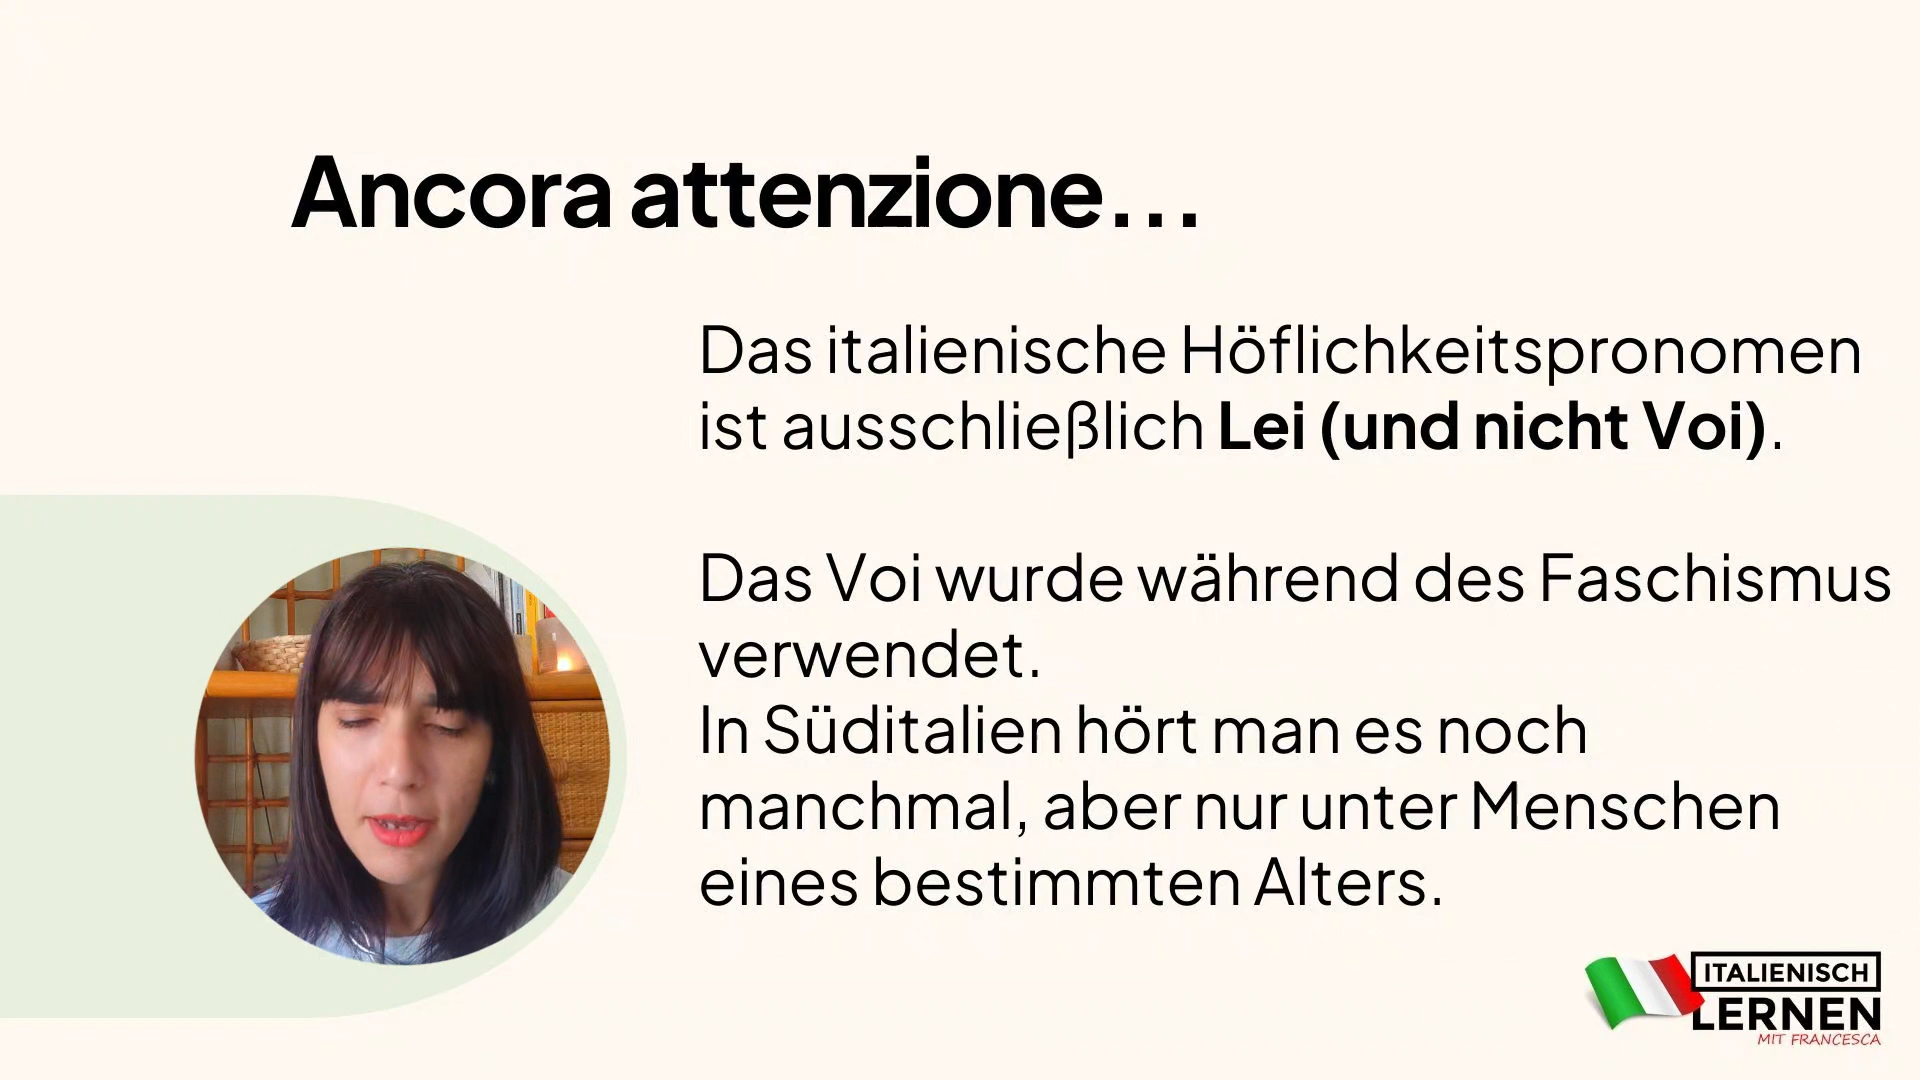 Ancora attenzione...
Das italienische Höflichkeitspronomen
ist ausschließlich Lei (und nicht Voi).
Das Voi wurde während des Faschismus
verwendet.
In Süditalien hört man es noch
manchmal, aber nur unter Menschen
eines bestimmten Alters.
ITALIENISCH
LERNEN
MIT FRANCESCA